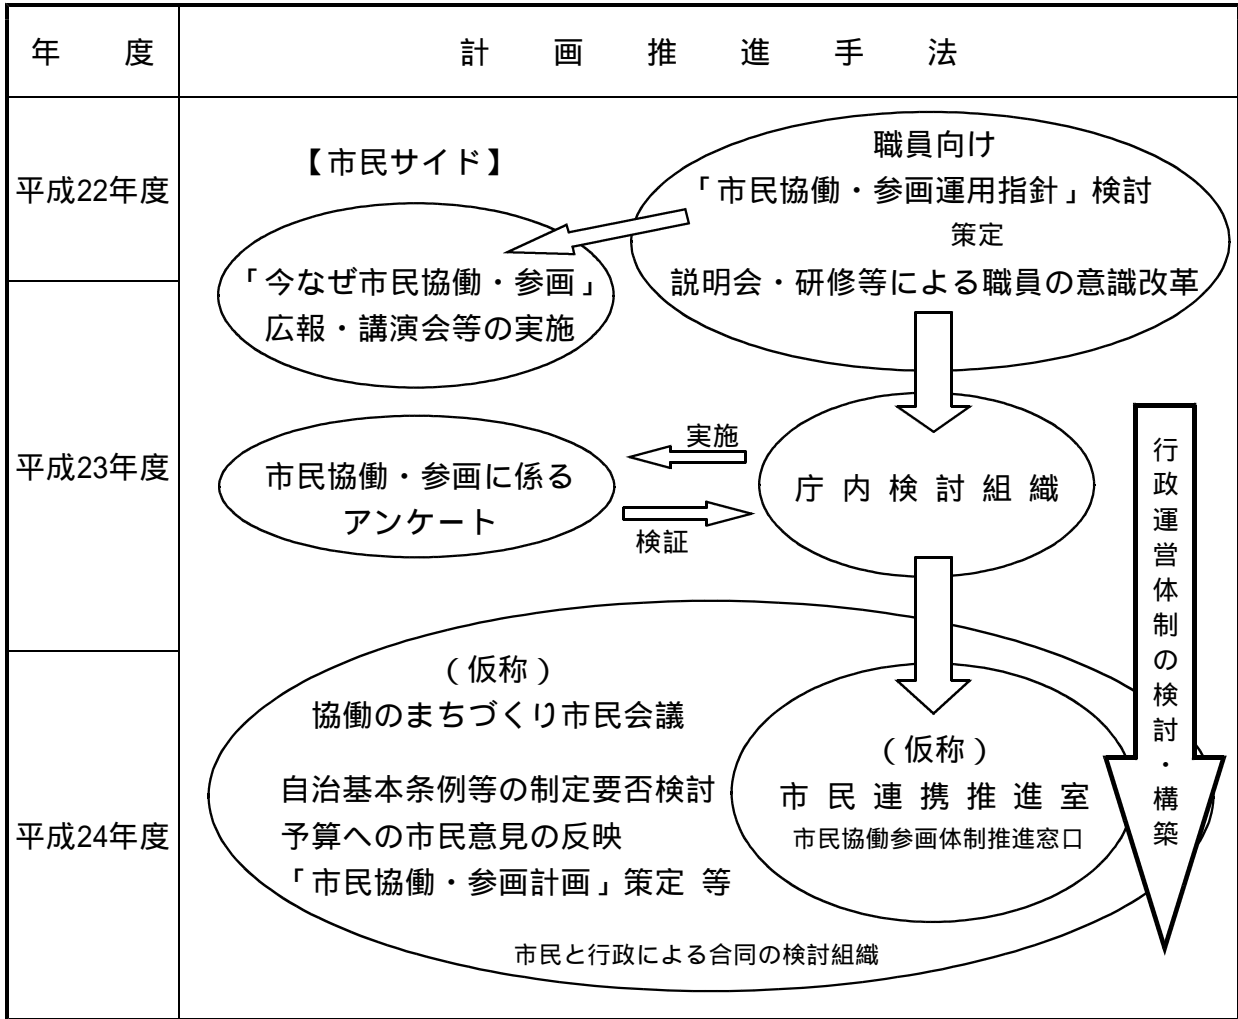 年　度
計　画　推　進　手　法
平成22年度
【市民サイド】
職員向け
「市民協働・参画運用指針」検討
策定
説明会・研修等による職員の意識改革
「今なぜ市民協働・参画」
広報・講演会等の実施
平成23年度
市民協働・参画に係る
アンケート
実施
検証
庁内検討組織
行政運営体制の検討・構築
平成24年度
（仮称）
協働のまちづくり市民会議
自治基本条例等の制定要否検討
予算への市民意見の反映
「市民協働・参画計画」策定 等
（仮称）
市民連携推進室
市民協働参画体制推進窓口
市民と行政による合同の検討組織